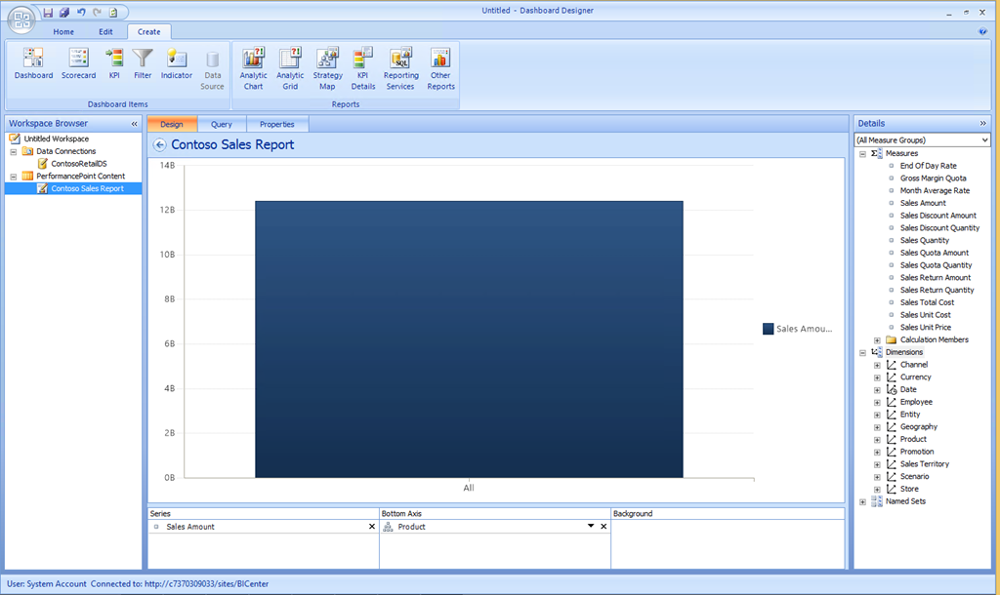 Untitled - Dashboard Designer
Home Edit Create
Dashboard Scorecard KPI Filter Indicator Data Source
Dashboard Items
Analytic Chart Analytic Grid Strategy Map KPI Details Reporting Services Other Reports
Reports
Workspace Browser
Untitled Workspace
Data Connections
ContosoRetailDS
PerformancePoint Content
Contoso Sales Report
Design Query Properties
Contoso Sales Report
14B
12B
10B
8B
6B
4B
2B
0B
All
Sales Amou...
Series
Sales Amount
Bottom Axis
Product
Background
Details
(All Measure Groups)
Measures
End Of Day Rate
Gross Margin Quota
Month Average Rate
Sales Amount
Sales Discount Amount
Sales Discount Quantity
Sales Quantity
Sales Quota Amount
Sales Quota Quantity
Sales Return Amount
Sales Return Quantity
Sales Total Cost
Sales Unit Cost
Sales Unit Price
Calculation Members
Dimensions
Channel
Currency
Date
Employee
Entity
Geography
Product
Promotion
Sales Territory
Scenario
Store
Named Sets
User: System Account Connected to: http://c7370309033/sites/BICenter